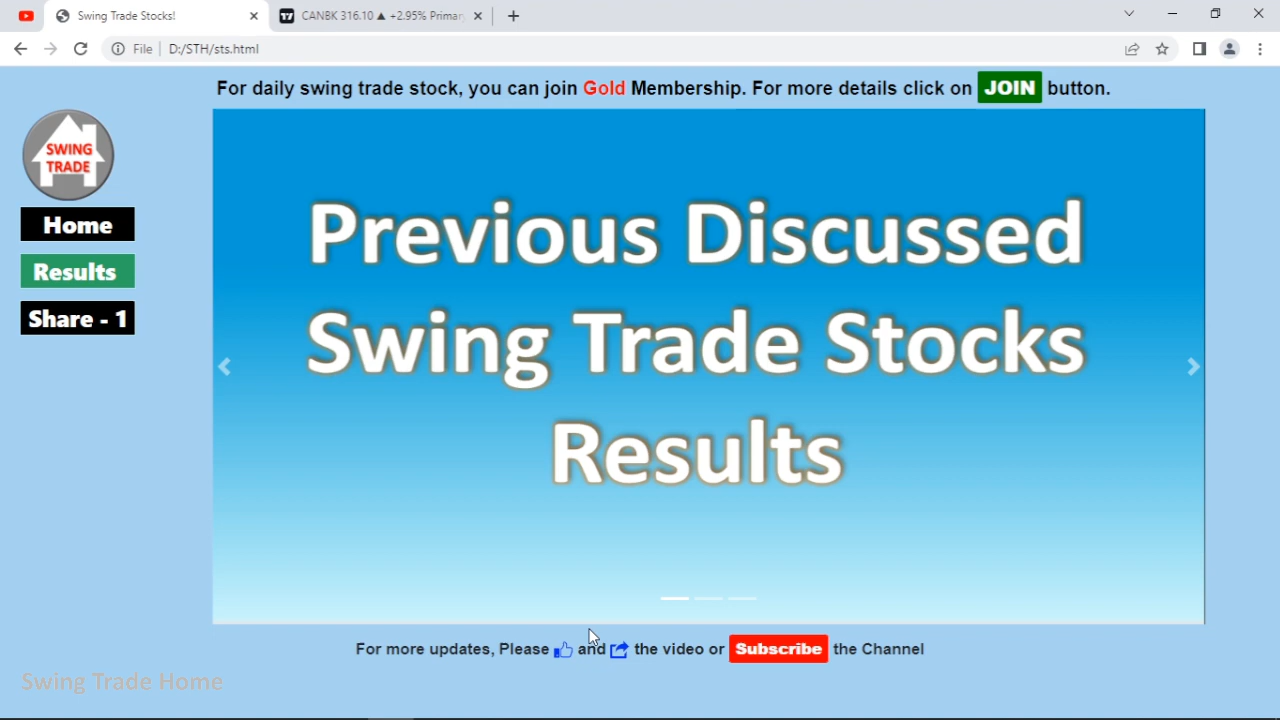 Swing Trade Stocks!
CANBK 316.10 ▲ +2.95% Primar
File D:/STH/sts.html
For daily swing trade stock, you can join Gold Membership. For more details click on JOIN button.
SWING
TRADE
Home
Results
Share - 1
Previous Discussed
Swing Trade Stocks
Results
For more updates, Please and the video or Subscribe the Channel
Swing Trade Home